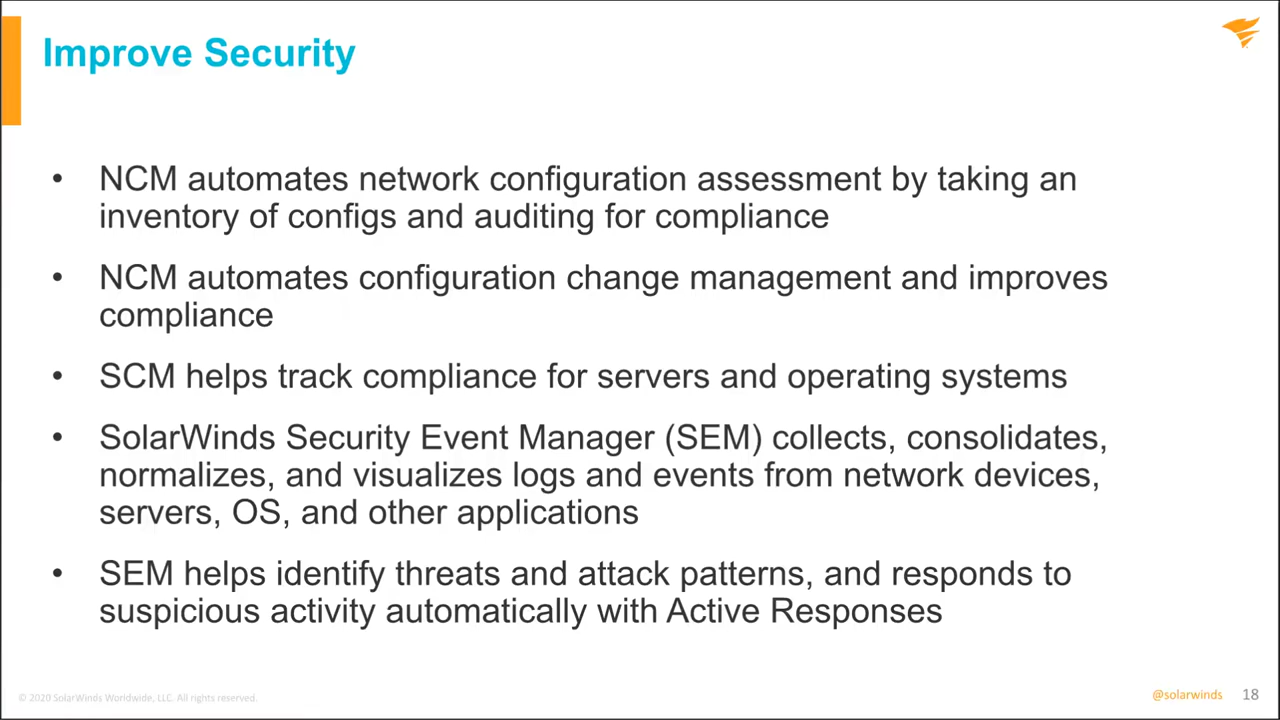 Improve Security
• NCM automates network configuration assessment by taking an
inventory of configs and auditing for compliance
• NCM automates configuration change management and improves
compliance
• SCM helps track compliance for servers and operating systems
• SolarWinds Security Event Manager (SEM) collects, consolidates,
normalizes, and visualizes logs and events from network devices,
servers, OS, and other applications
• SEM helps identify threats and attack patterns, and responds to
suspicious activity automatically with Active Responses
© 2020 SolarWinds Worldwide, LLC. All rights reserved.
@solarwinds 18